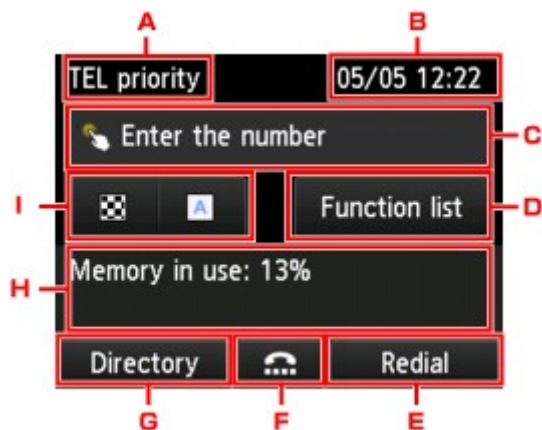 A B
TEL priority 05/05 12:22
Enter the number C
I A Function list D
H Memory in use: 13%
Directory Redial
G F E